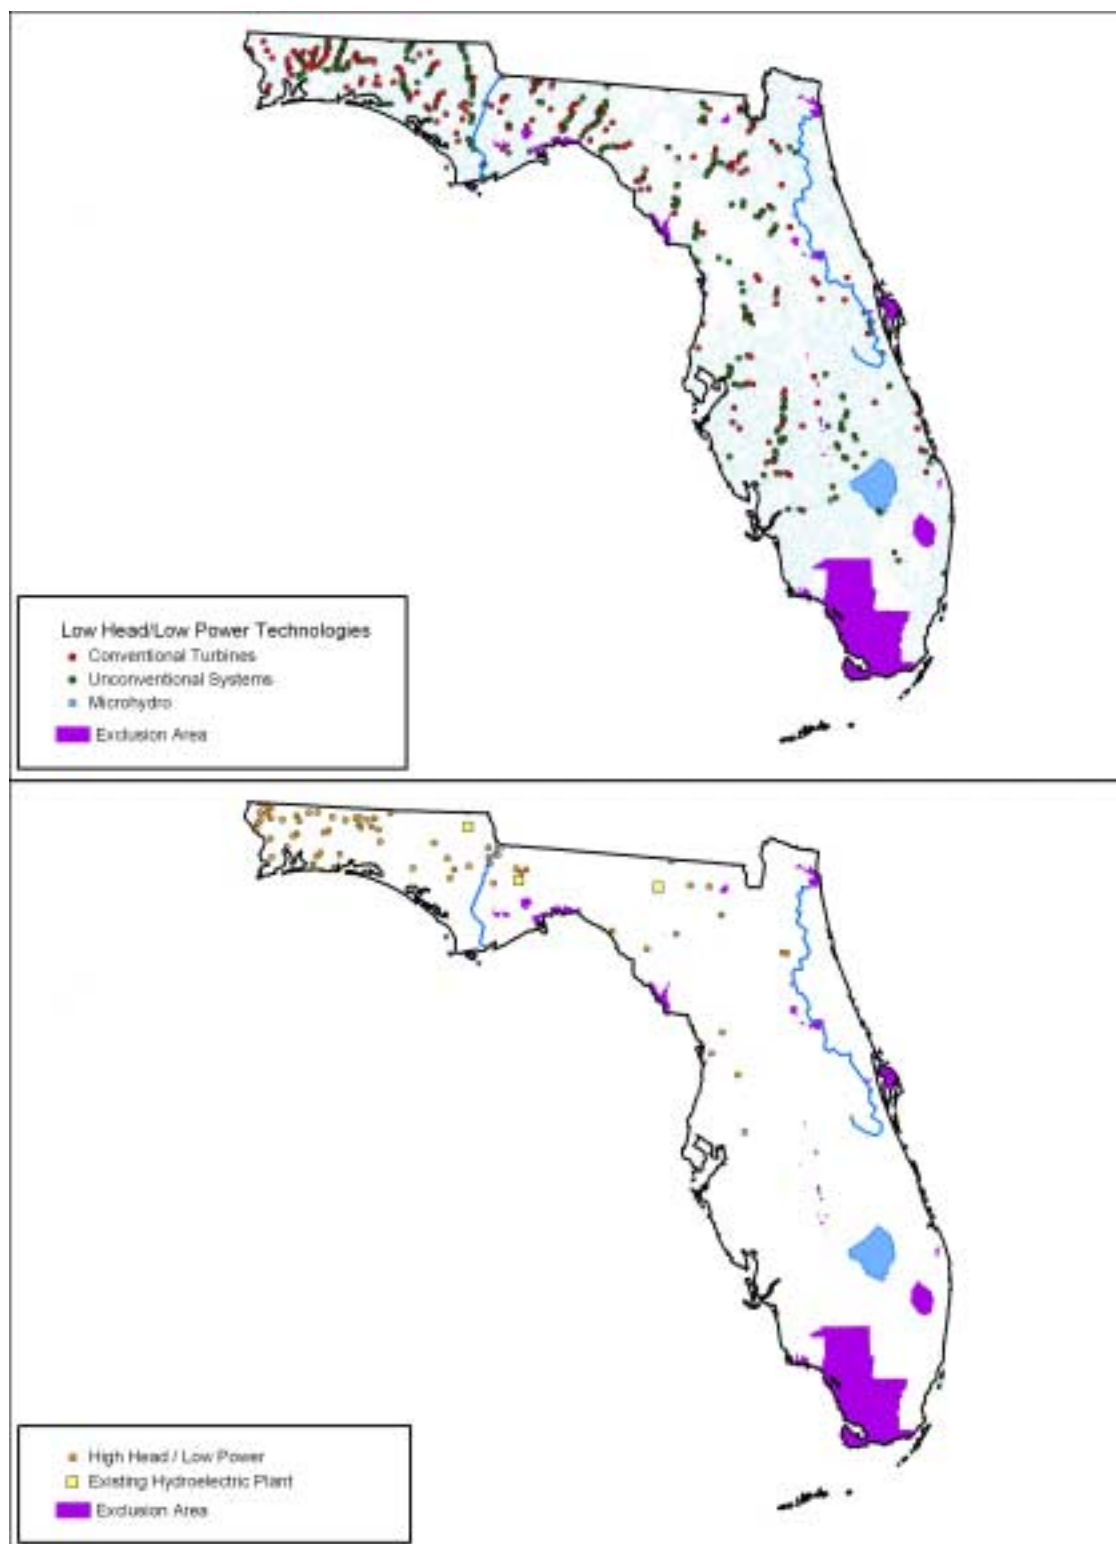 Low Head/Low Power Technologies
Conventional Turbines
Unconventional Systems
Microhydro
Exclusion Area
High Head / Low Power
Existing Hydroelectric Plant
Exclusion Area